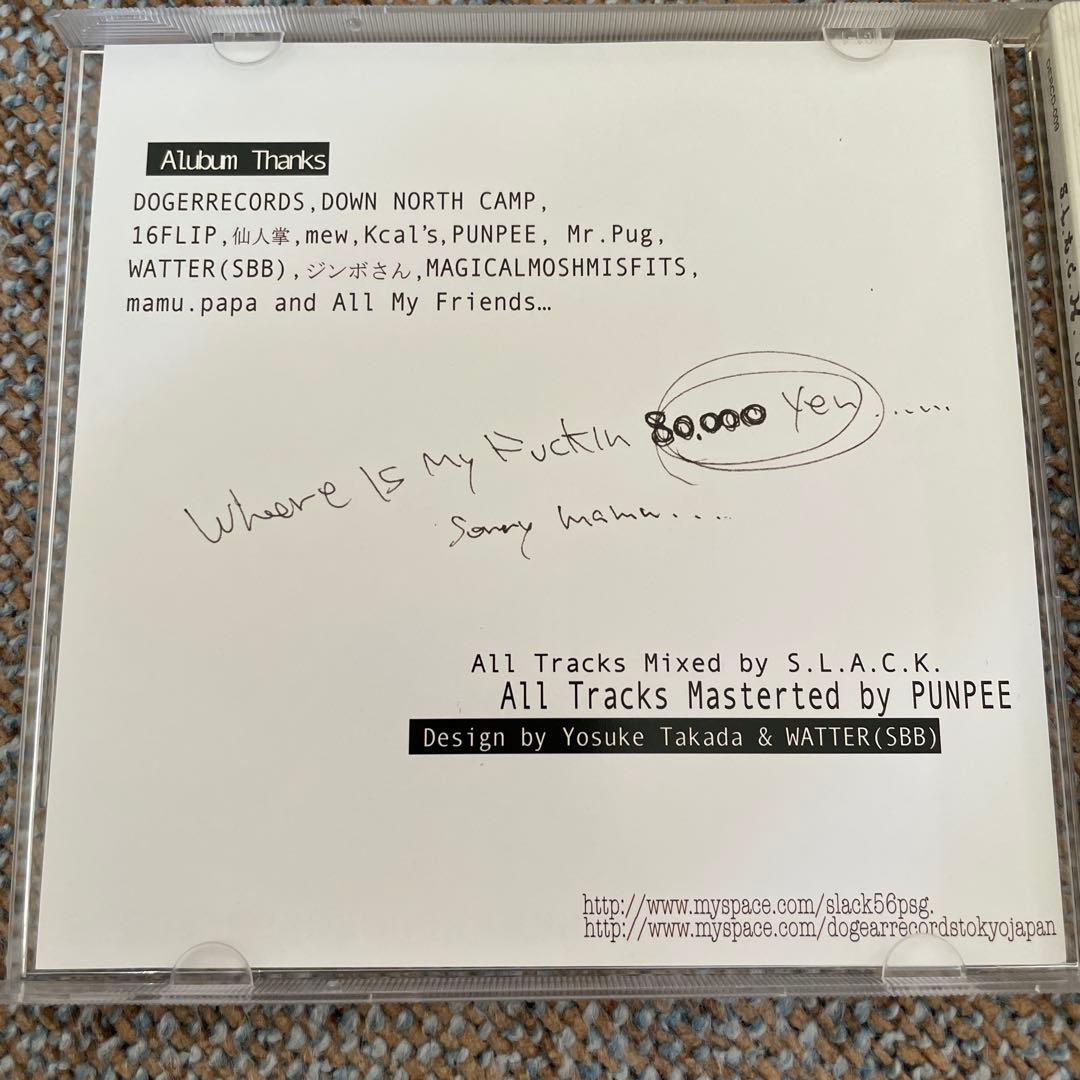 Alubum Thanks
DOGERRECORDS,DOWN NORTH CAMP,
16FLIP,仙人掌,mew,Kcal's,PUNPEE, Mr.Pug,
WATTER(SBB),ジンボさん,MAGICALMOSHMISFITS,
mamu.papa and All My Friends…
Where Is My Fuckin 80.000 Yen......
Sorry mama....
All Tracks Mixed by S.L.A.C.K.
All Tracks Masterted by PUNPEE
Design by Yosuke Takada & WATTER(SBB)
http://www.myspace.com/slack56psg.
http://www.myspace.com/dogearrecordstokyojapan